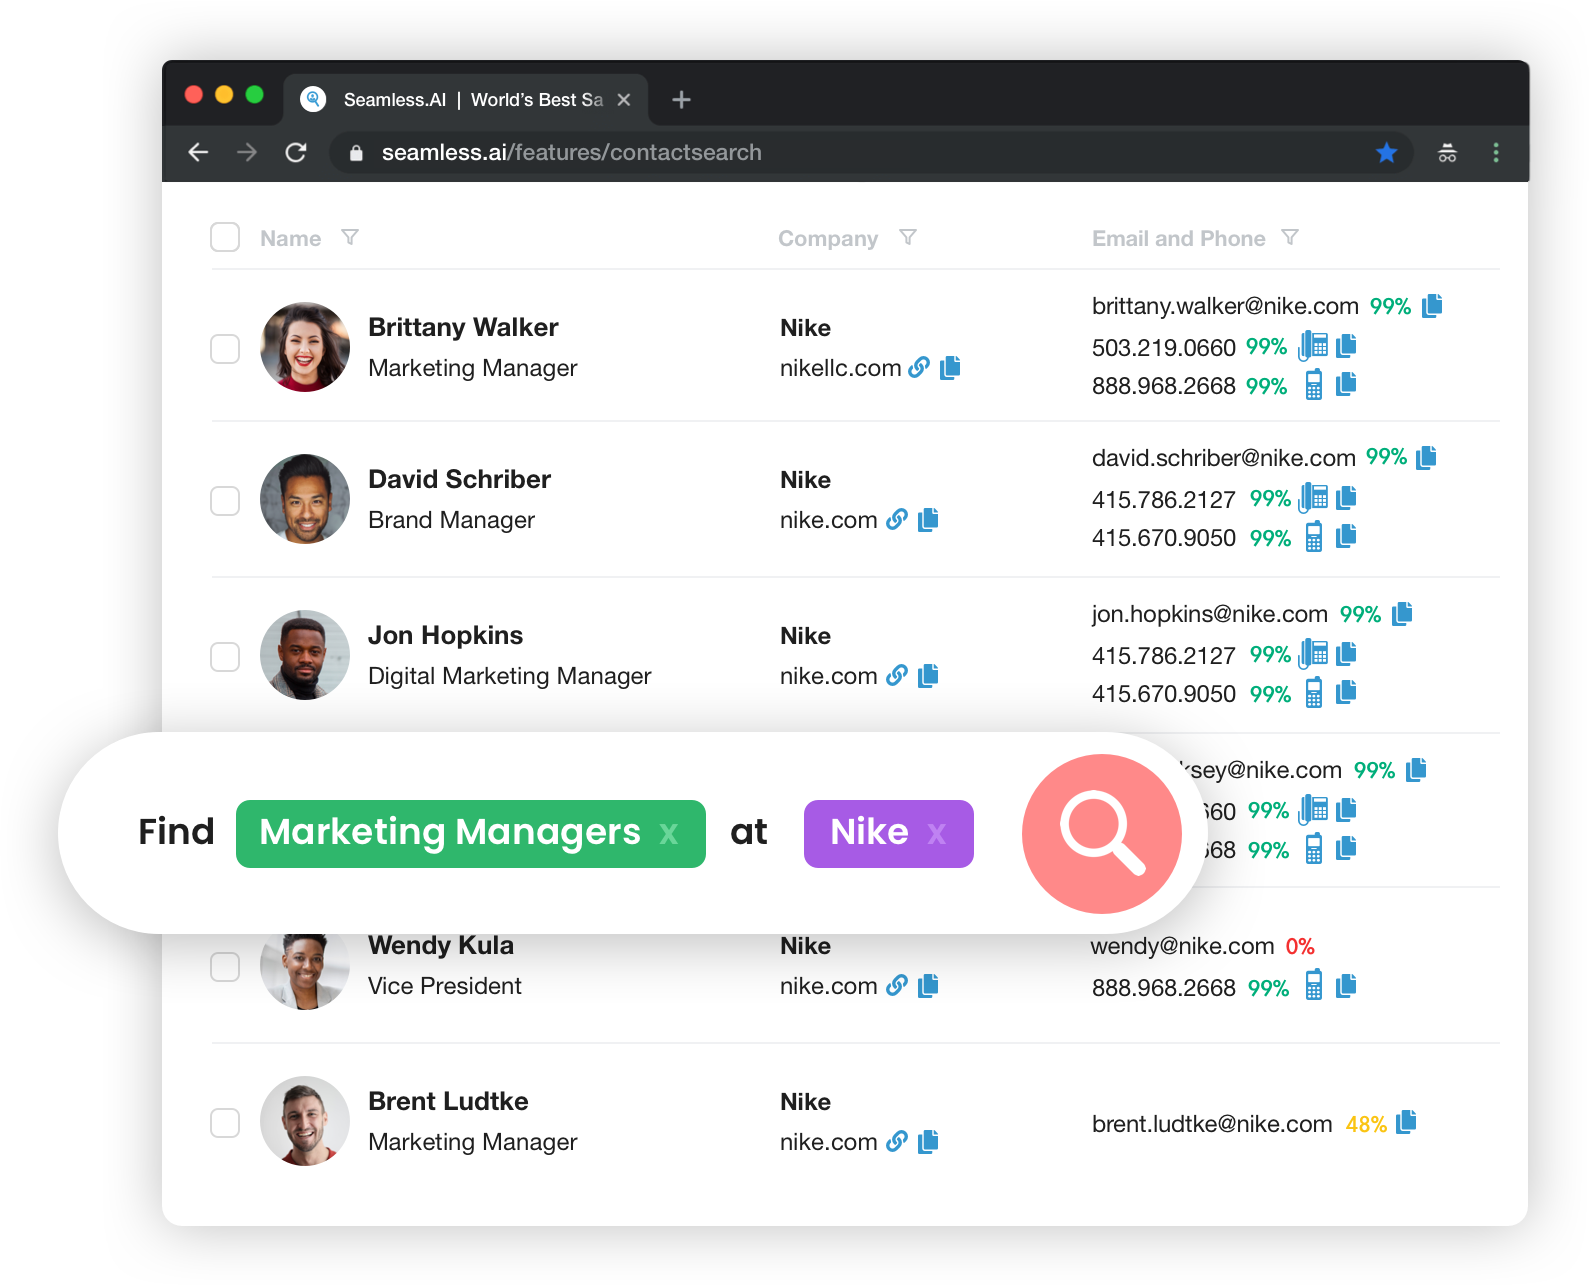 Seamless.AI | World's Best Sa
seamless.ai/features/contactsearch
Name Company Email and Phone
Brittany Walker
Marketing Manager
Nike
nikellc.com
brittany.walker@nike.com 99%
503.219.0660 99%
888.968.2668 99%
David Schriber
Brand Manager
Nike
nike.com
david.schriber@nike.com 99%
415.786.2127 99%
415.670.9050 99%
Jon Hopkins
Digital Marketing Manager
Nike
nike.com
jon.hopkins@nike.com 99%
415.786.2127 99%
415.670.9050 99%
Find Marketing Managers x at Nike x
ksey@nike.com 99%
60 99%
68 99%
Wendy Kula
Vice President
Nike
nike.com
wendy@nike.com 0%
888.968.2668 99%
Brent Ludtke
Marketing Manager
Nike
nike.com
brent.ludtke@nike.com 48%